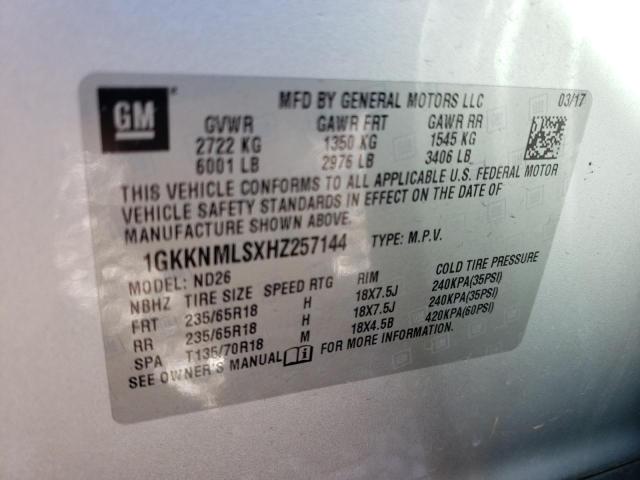 GM
MFD BY GENERAL MOTORS LLC 03/17
GVWR GAWR FRT GAWR RR
2722 KG 1350 KG 1545 KG
6001 LB 2976 LB 3406 LB
THIS VEHICLE CONFORMS TO ALL APPLICABLE U.S. FEDERAL MOTOR
VEHICLE SAFETY STANDARDS IN EFFECT ON THE DATE OF
MANUFACTURE SHOWN ABOVE.
1GKKNMLSXHZ257144 TYPE: M.P.V.
MODEL: ND26
NBHZ TIRE SIZE SPEED RTG RIM COLD TIRE PRESSURE
FRT 235/65R18 H 18X7.5J 240KPA(35PSI)
RR 235/65R18 H 18X7.5J 240KPA(35PSI)
SPA T135/70R18 M 18X4.5B 420KPA(60PSI)
SEE OWNER'S MANUAL FOR MORE INFORMATION.